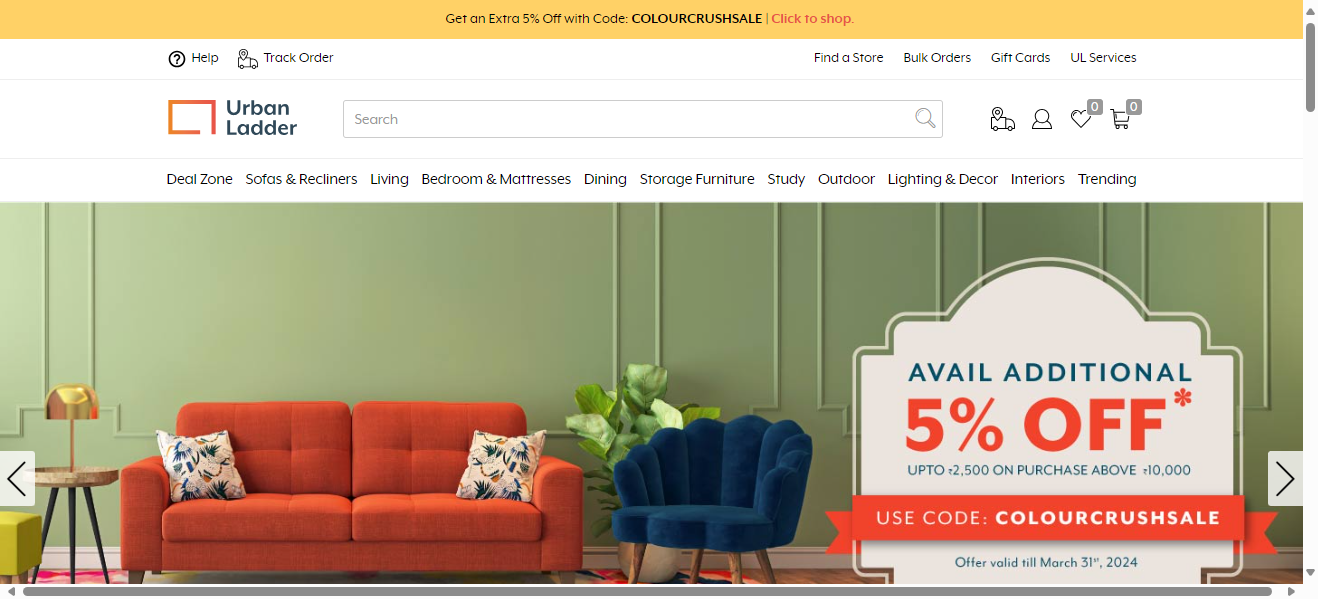 Get an Extra 5% Off with Code: COLOURCRUSHSALE | Click to shop.
Help Track Order Find a Store Bulk Orders Gift Cards UL Services
Urban
Ladder
Search
0 0
Deal Zone Sofas & Recliners Living Bedroom & Mattresses Dining Storage Furniture Study Outdoor Lighting & Decor Interiors Trending
AVAIL ADDITIONAL
5% OFF*
UPTO ₹2,500 ON PURCHASE ABOVE ₹10,000
USE CODE: COLOURCRUSHSALE
Offer valid till March 31st, 2024